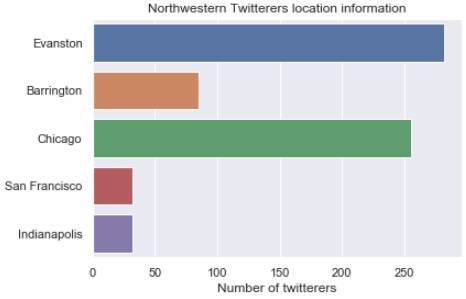 Northwestern Twitterers location information
Evanston
Barrington
Chicago
San Francisco
Indianapolis
0 50 100 150 200 250
Number of twitterers